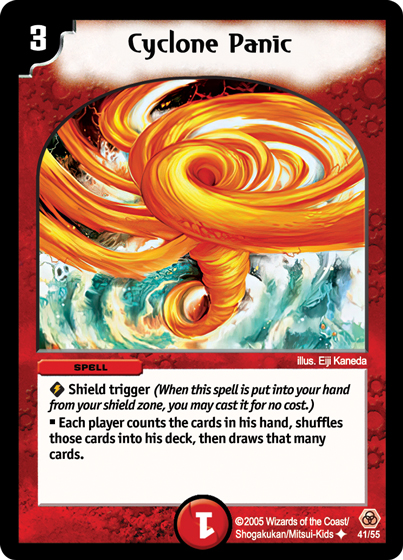 3
Cyclone Panic
illus. Eiji Kaneda
SPELL
Shield trigger (When this spell is put into your hand
from your shield zone, you may cast it for no cost.)
▪ Each player counts the cards in his hand, shuffles
those cards into his deck, then draws that many
cards.
1
©2005 Wizards of the Coast/
Shogakukan/Mitsui-Kids ✦ 41/55